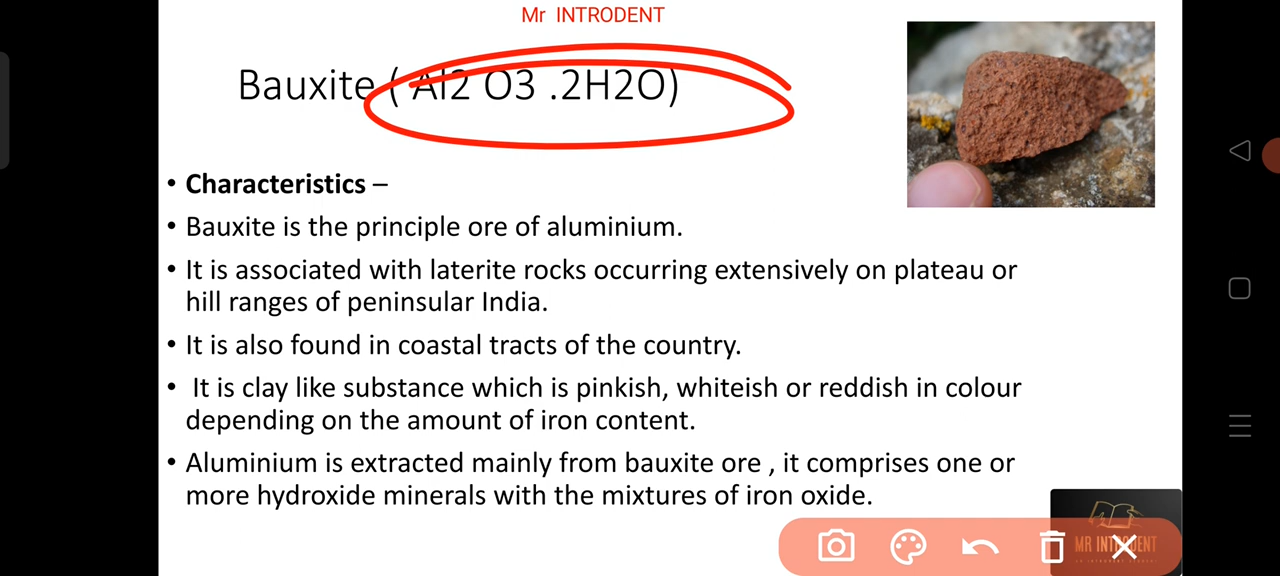 Mr INTRODENT
Bauxite ( Al2 O3 .2H2O)
• Characteristics –
• Bauxite is the principle ore of aluminium.
• It is associated with laterite rocks occurring extensively on plateau or
hill ranges of peninsular India.
• It is also found in coastal tracts of the country.
• It is clay like substance which is pinkish, whiteish or reddish in colour
depending on the amount of iron content.
• Aluminium is extracted mainly from bauxite ore , it comprises one or
more hydroxide minerals with the mixtures of iron oxide.
MR INTRODENT